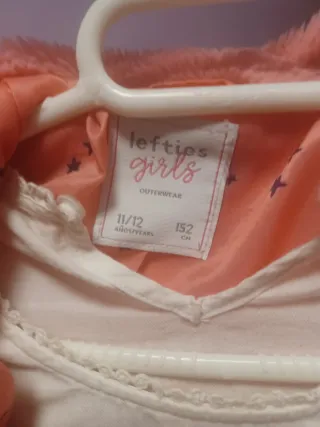 lefties
girls
OUTERWEAR
11/12 152
AÑOS/YEARS CM